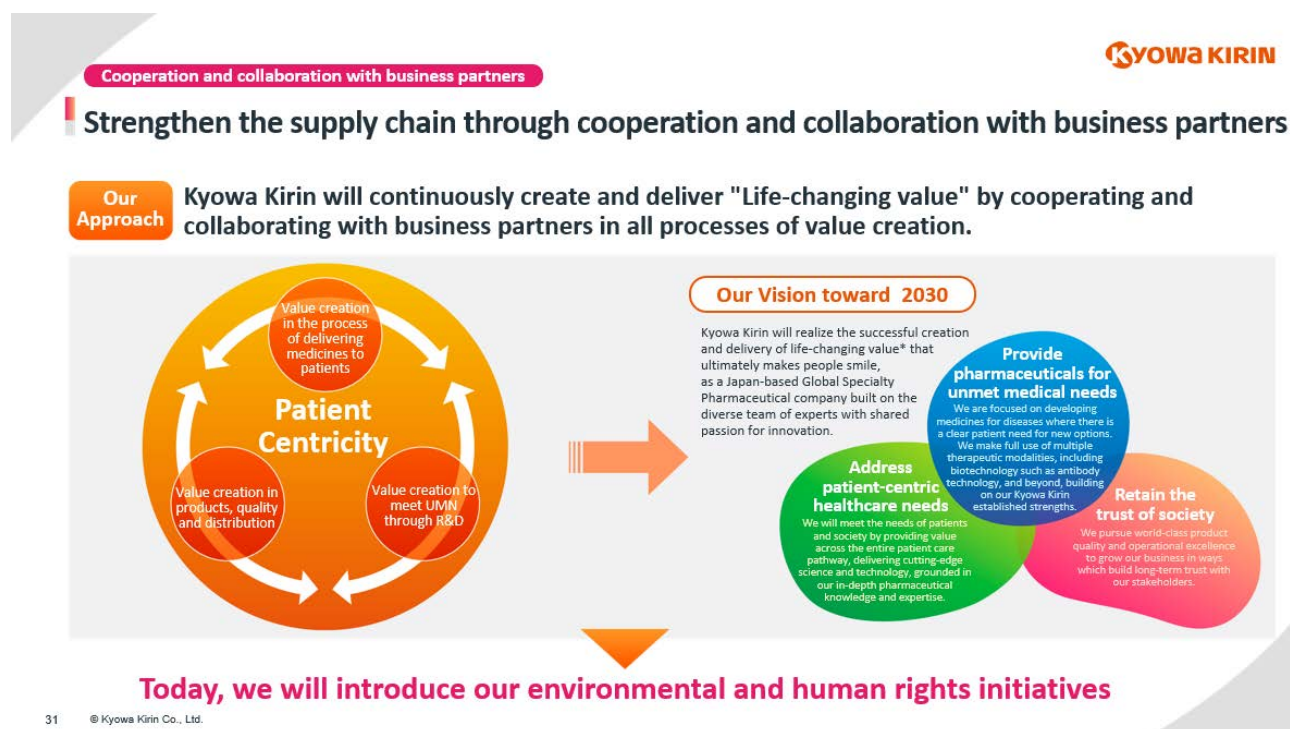 Kyowa KIRIN
Cooperation and collaboration with business partners
Strengthen the supply chain through cooperation and collaboration with business partners
Our
Approach
Kyowa Kirin will continuously create and deliver "Life-changing value" by cooperating and
collaborating with business partners in all processes of value creation.
Value creation
in the process
of delivering
medicines to
patients
Patient
Centricity
Value creation in
products, quality
and distribution
Value creation to
meet UMN
through R&D
Our Vision toward 2030
Kyowa Kirin will realize the successful creation
and delivery of life-changing value* that
ultimately makes people smile,
as a Japan-based Global Specialty
Pharmaceutical company built on the
diverse team of experts with shared
passion for innovation.
Provide
pharmaceuticals for
unmet medical needs
We are focused on developing
medicines for diseases where there is
a clear patient need for new options.
We make full use of multiple
therapeutic modalities, including
biotechnology such as antibody
technology, and beyond, building
on our Kyowa Kirin
established strengths.
Address
patient-centric
healthcare needs
We will meet the needs of patients
and society by providing value
across the entire patient care
pathway, delivering cutting-edge
science and technology, grounded in
our in-depth pharmaceutical
knowledge and expertise.
Retain the
trust of society
We pursue world-class product
quality and operational excellence
to grow our business in ways
which build long-term trust with
our stakeholders.
Today, we will introduce our environmental and human rights initiatives
31
© Kyowa Kirin Co., Ltd.